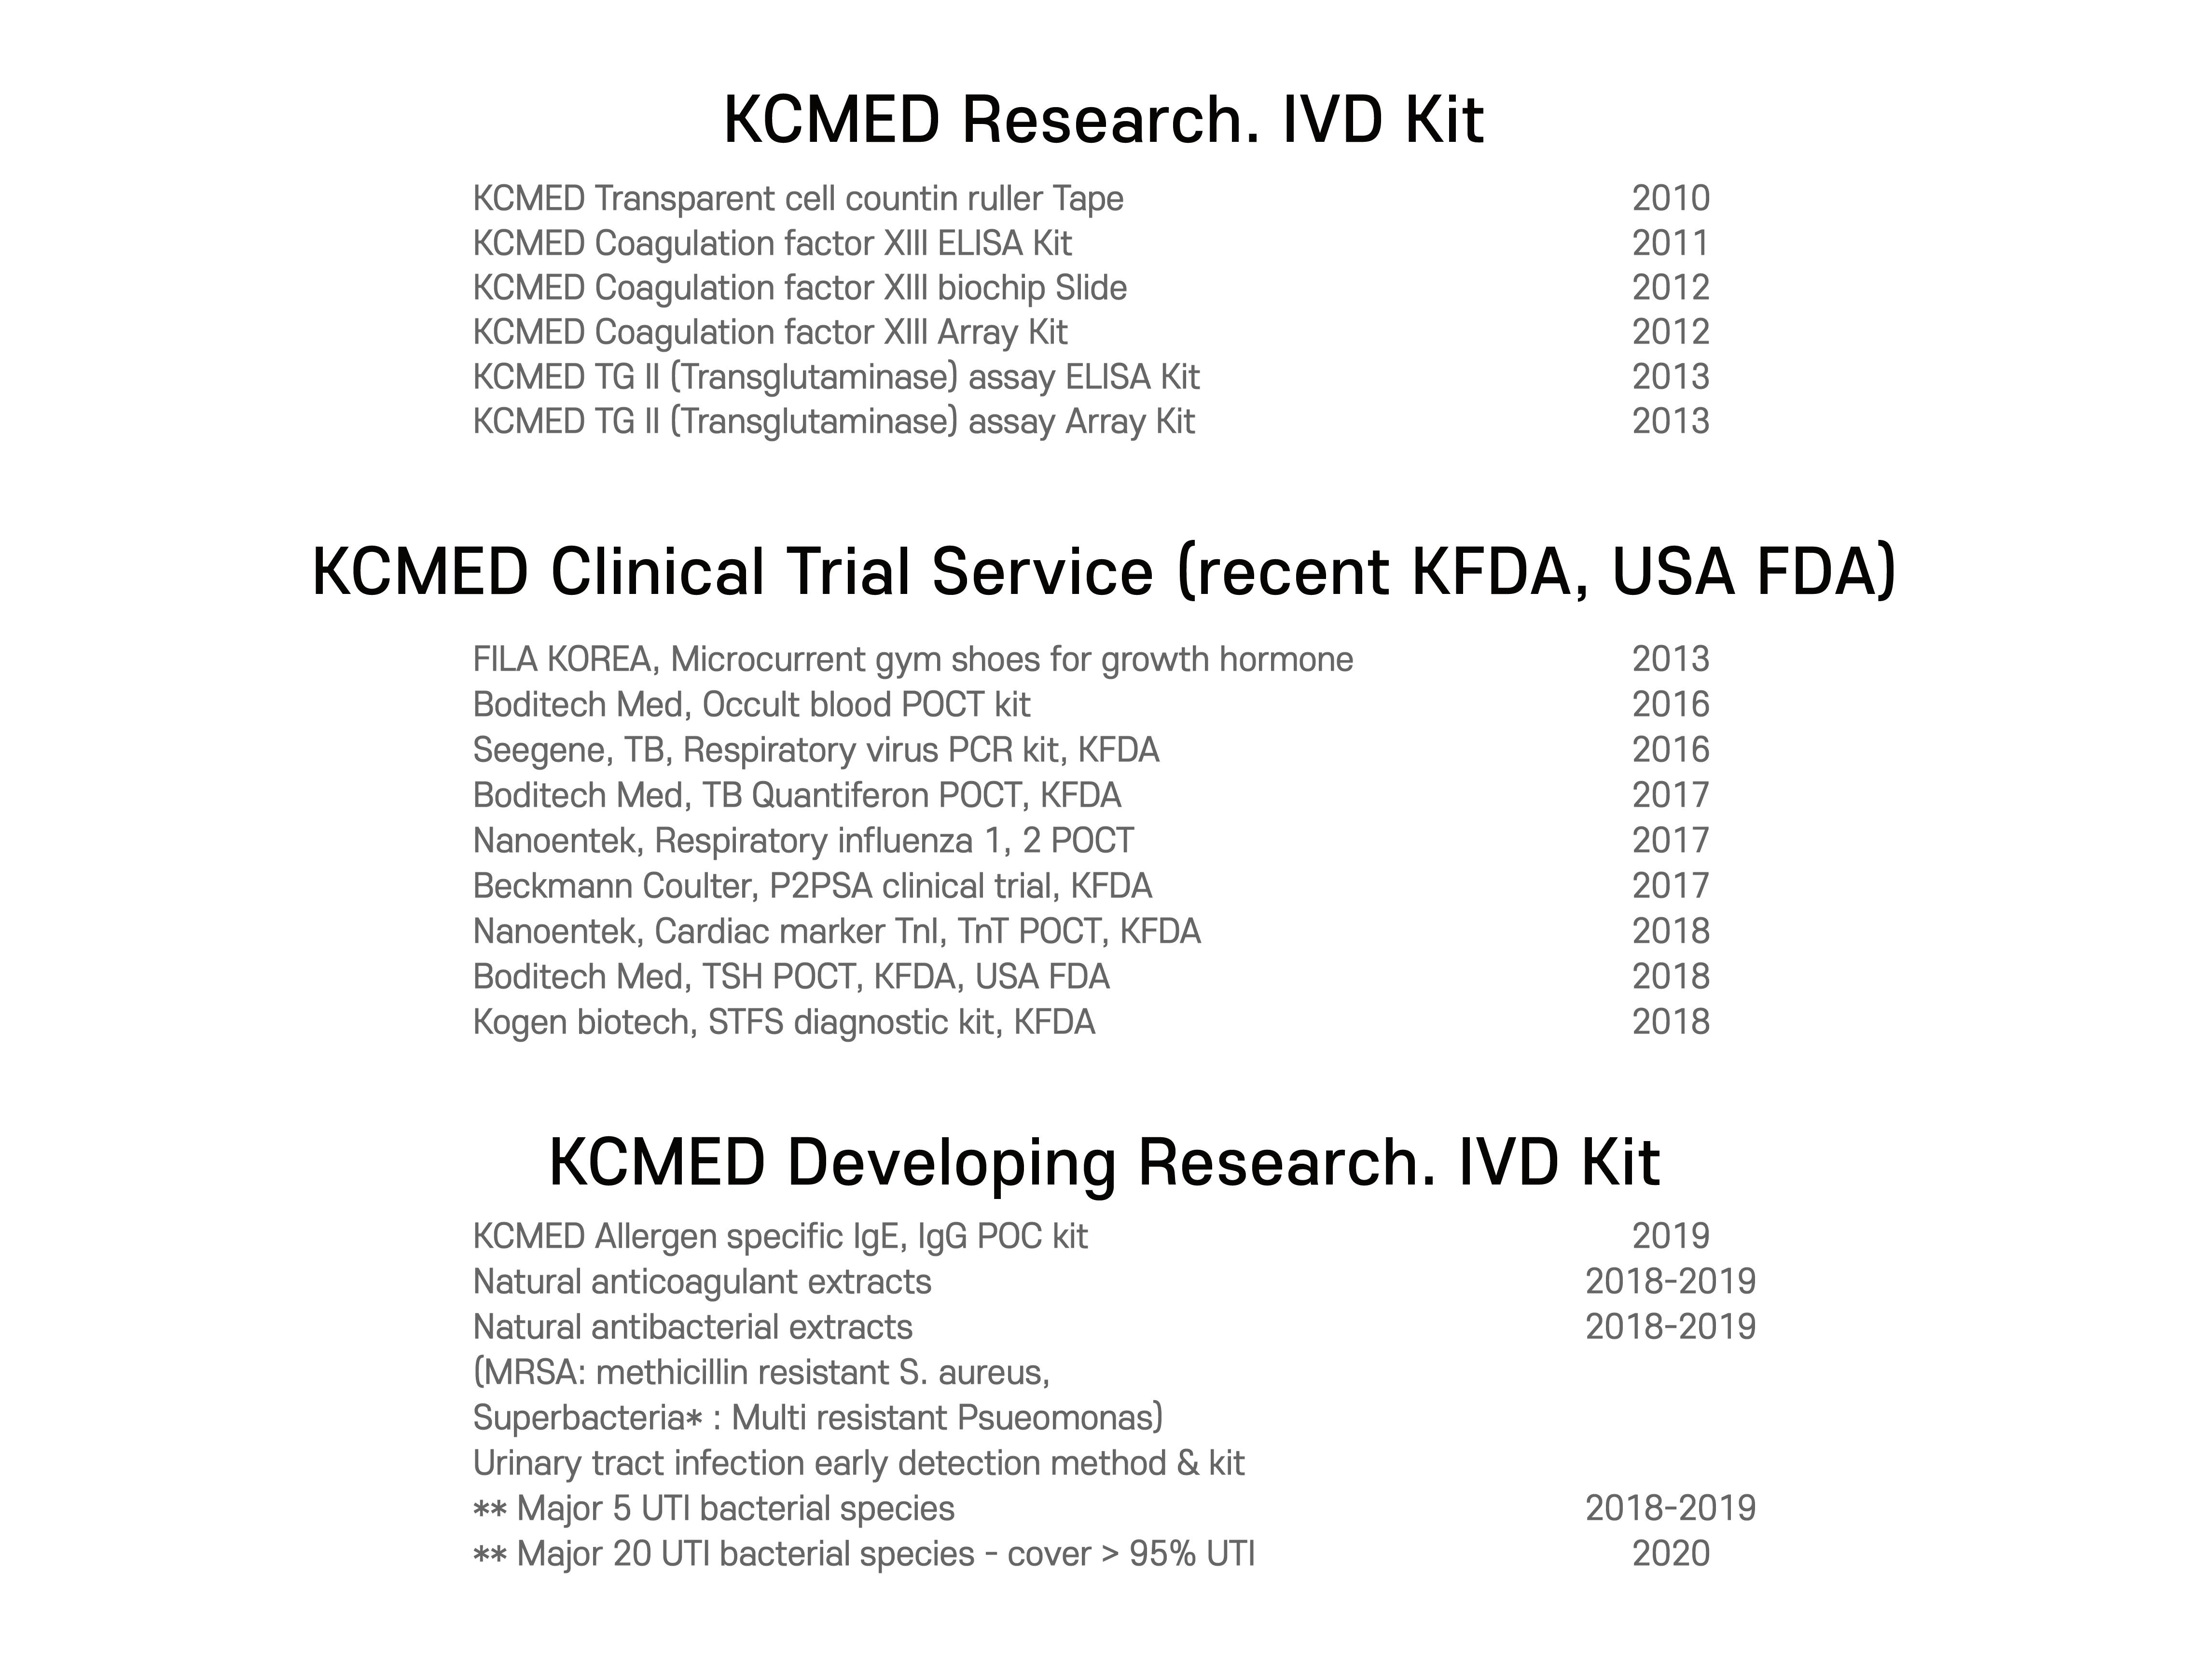 KCMED Research. IVD Kit
KCMED Transparent cell countin ruller Tape 2010
KCMED Coagulation factor XIII ELISA Kit 2011
KCMED Coagulation factor XIII biochip Slide 2012
KCMED Coagulation factor XIII Array Kit 2012
KCMED TG II (Transglutaminase) assay ELISA Kit 2013
KCMED TG II (Transglutaminase) assay Array Kit 2013
KCMED Clinical Trial Service (recent KFDA, USA FDA)
FILA KOREA, Microcurrent gym shoes for growth hormone 2013
Boditech Med, Occult blood POCT kit 2016
Seegene, TB, Respiratory virus PCR kit, KFDA 2016
Boditech Med, TB Quantiferon POCT, KFDA 2017
Nanoentek, Respiratory influenza 1, 2 POCT 2017
Beckmann Coulter, P2PSA clinical trial, KFDA 2017
Nanoentek, Cardiac marker TnI, TnT POCT, KFDA 2018
Boditech Med, TSH POCT, KFDA, USA FDA 2018
Kogen biotech, STFS diagnostic kit, KFDA 2018
KCMED Developing Research. IVD Kit
KCMED Allergen specific IgE, IgG POC kit 2019
Natural anticoagulant extracts 2018-2019
Natural antibacterial extracts 2018-2019
(MRSA: methicillin resistant S. aureus,
Superbacteria* : Multi resistant Psueomonas)
Urinary tract infection early detection method & kit
** Major 5 UTI bacterial species 2018-2019
** Major 20 UTI bacterial species - cover > 95% UTI 2020